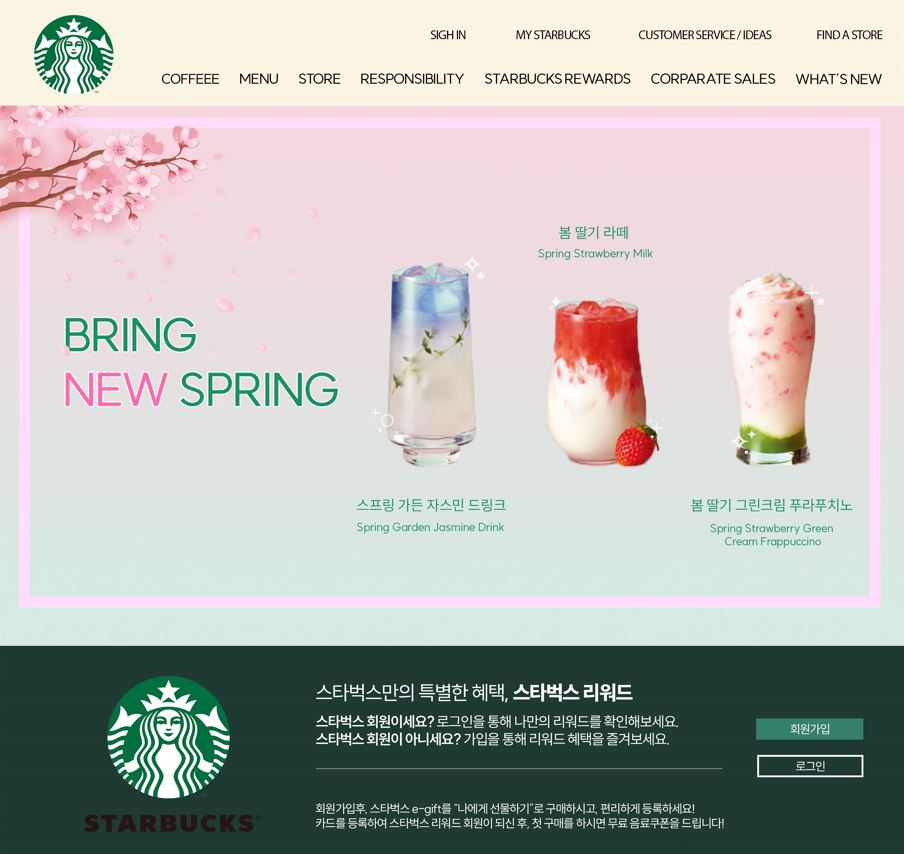 SIGH IN MY STARBUCKS CUSTOMER SERVICE / IDEAS FIND A STORE
COFFEEE MENU STORE RESPONSIBILITY STARBUCKS REWARDS CORPARATE SALES WHAT'S NEW
BRING
NEW SPRING
스프링 가든 자스민 드링크
Spring Garden Jasmine Drink
봄 딸기 라떼
Spring Strawberry Milk
봄 딸기 그린크림 푸라푸치노
Spring Strawberry Green
Cream Frappuccino
STARBUCKS®
스타벅스만의 특별한 혜택, 스타벅스 리워드
스타벅스 회원이세요? 로그인을 통해 나만의 리워드를 확인해보세요.
스타벅스 회원이 아니세요? 가입을 통해 리워드 혜택을 즐겨보세요.
회원가입후, 스타벅스 e-gift를 "나에게 선물하기"로 구매하시고, 편리하게 등록하세요!
카드를 등록하여 스타벅스 리워드 회원이 되신 후, 첫 구매를 하시면 무료 음료쿠폰을 드립니다!
회원가입
로그인